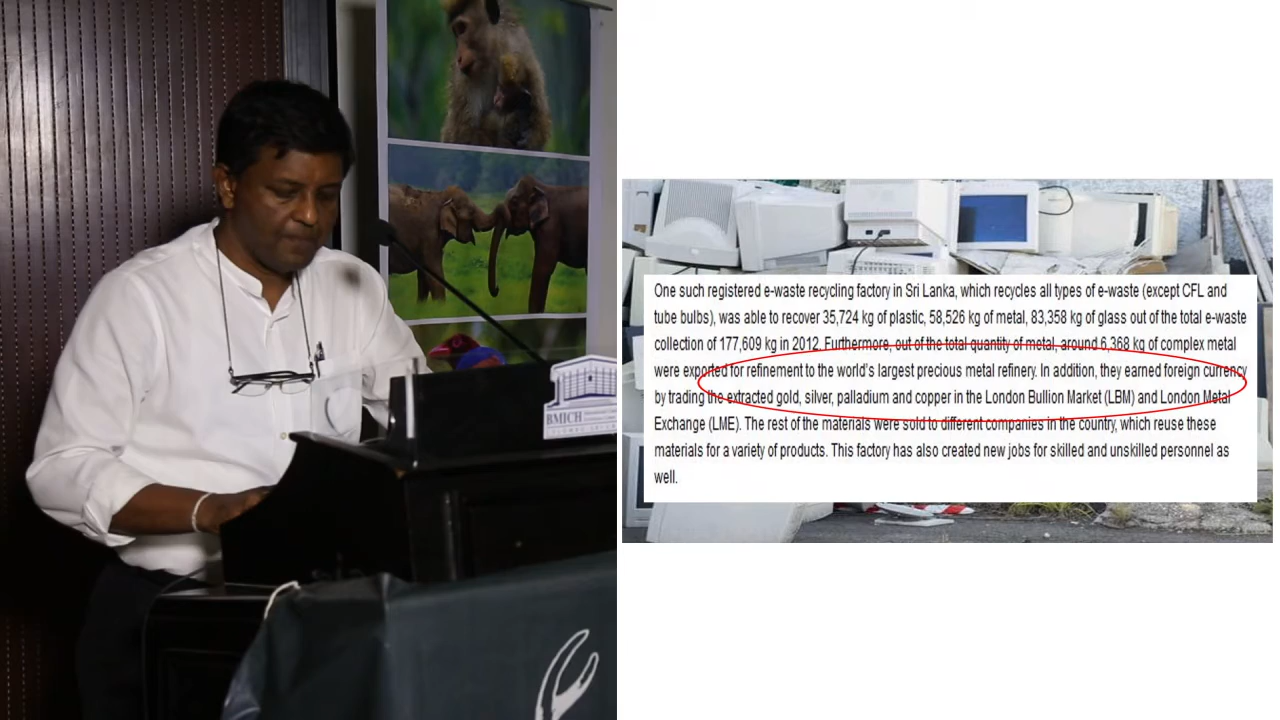 BMICH
One such registered e-waste recycling factory in Sri Lanka, which recycles all types of e-waste (except CFL and
tube bulbs), was able to recover 35,724 kg of plastic, 58,526 kg of metal, 83,358 kg of glass out of the total e-waste
collection of 177,609 kg in 2012. Furthermore, out of the total quantity of metal, around 6,368 kg of complex metal
were exported for refinement to the world's largest precious metal refinery. In addition, they earned foreign currency
by trading the extracted gold, silver, palladium and copper in the London Bullion Market (LBM) and London Metal
Exchange (LME). The rest of the materials were sold to different companies in the country, which reuse these
materials for a variety of products. This factory has also created new jobs for skilled and unskilled personnel as
well.